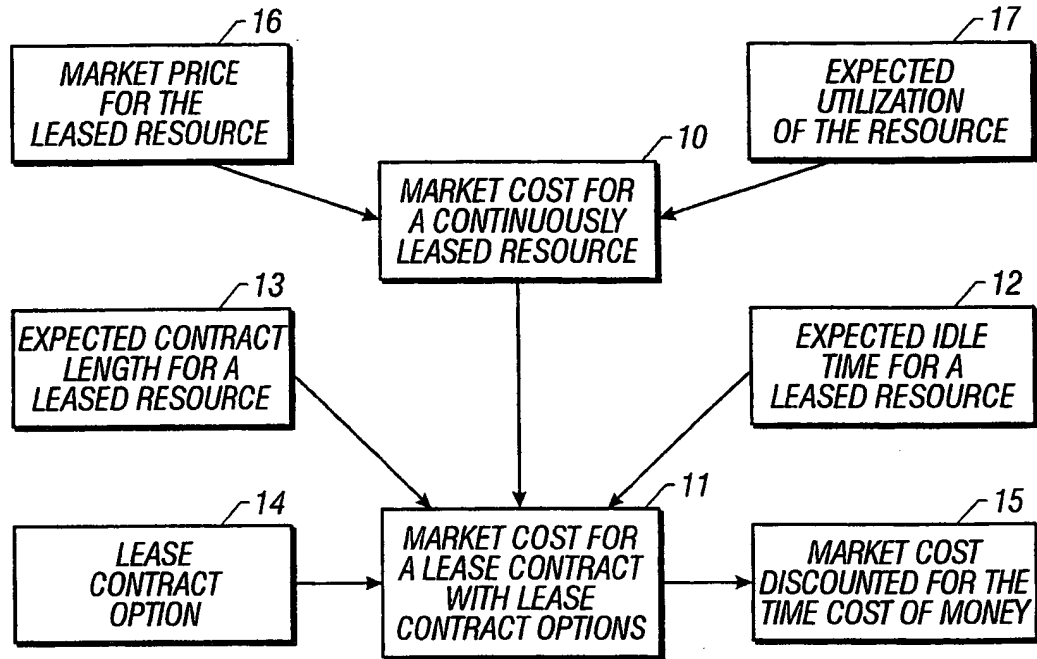 16
MARKET PRICE
FOR THE
LEASED RESOURCE
17
EXPECTED
UTILIZATION
OF THE RESOURCE
10
MARKET COST FOR
A CONTINUOUSLY
LEASED RESOURCE
13
EXPECTED CONTRACT
LENGTH FOR A
LEASED RESOURCE
12
EXPECTED IDLE
TIME FOR A
LEASED RESOURCE
14
LEASE
CONTRACT
OPTION
11
MARKET COST FOR
A LEASE CONTRACT
WITH LEASE
CONTRACT OPTIONS
15
MARKET COST
DISCOUNTED FOR THE
TIME COST OF MONEY